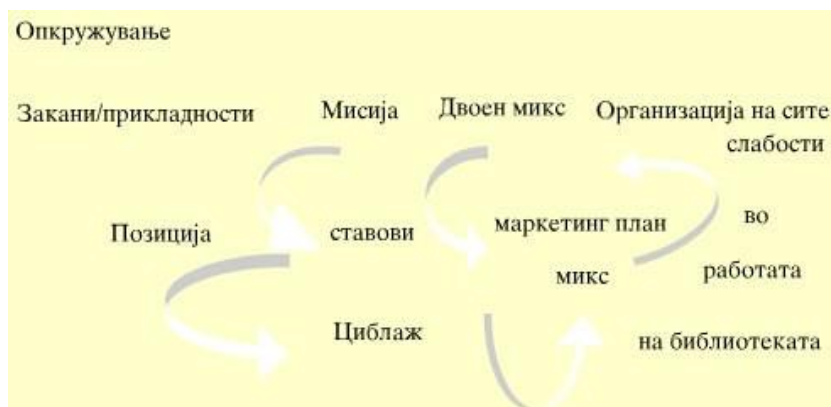 Опкружување
Закани/прикладности Мисија Двоен микс Организација на сите
слабости
Позиција ставови маркетинг план во
микс работата
Циблаж на библиотеката